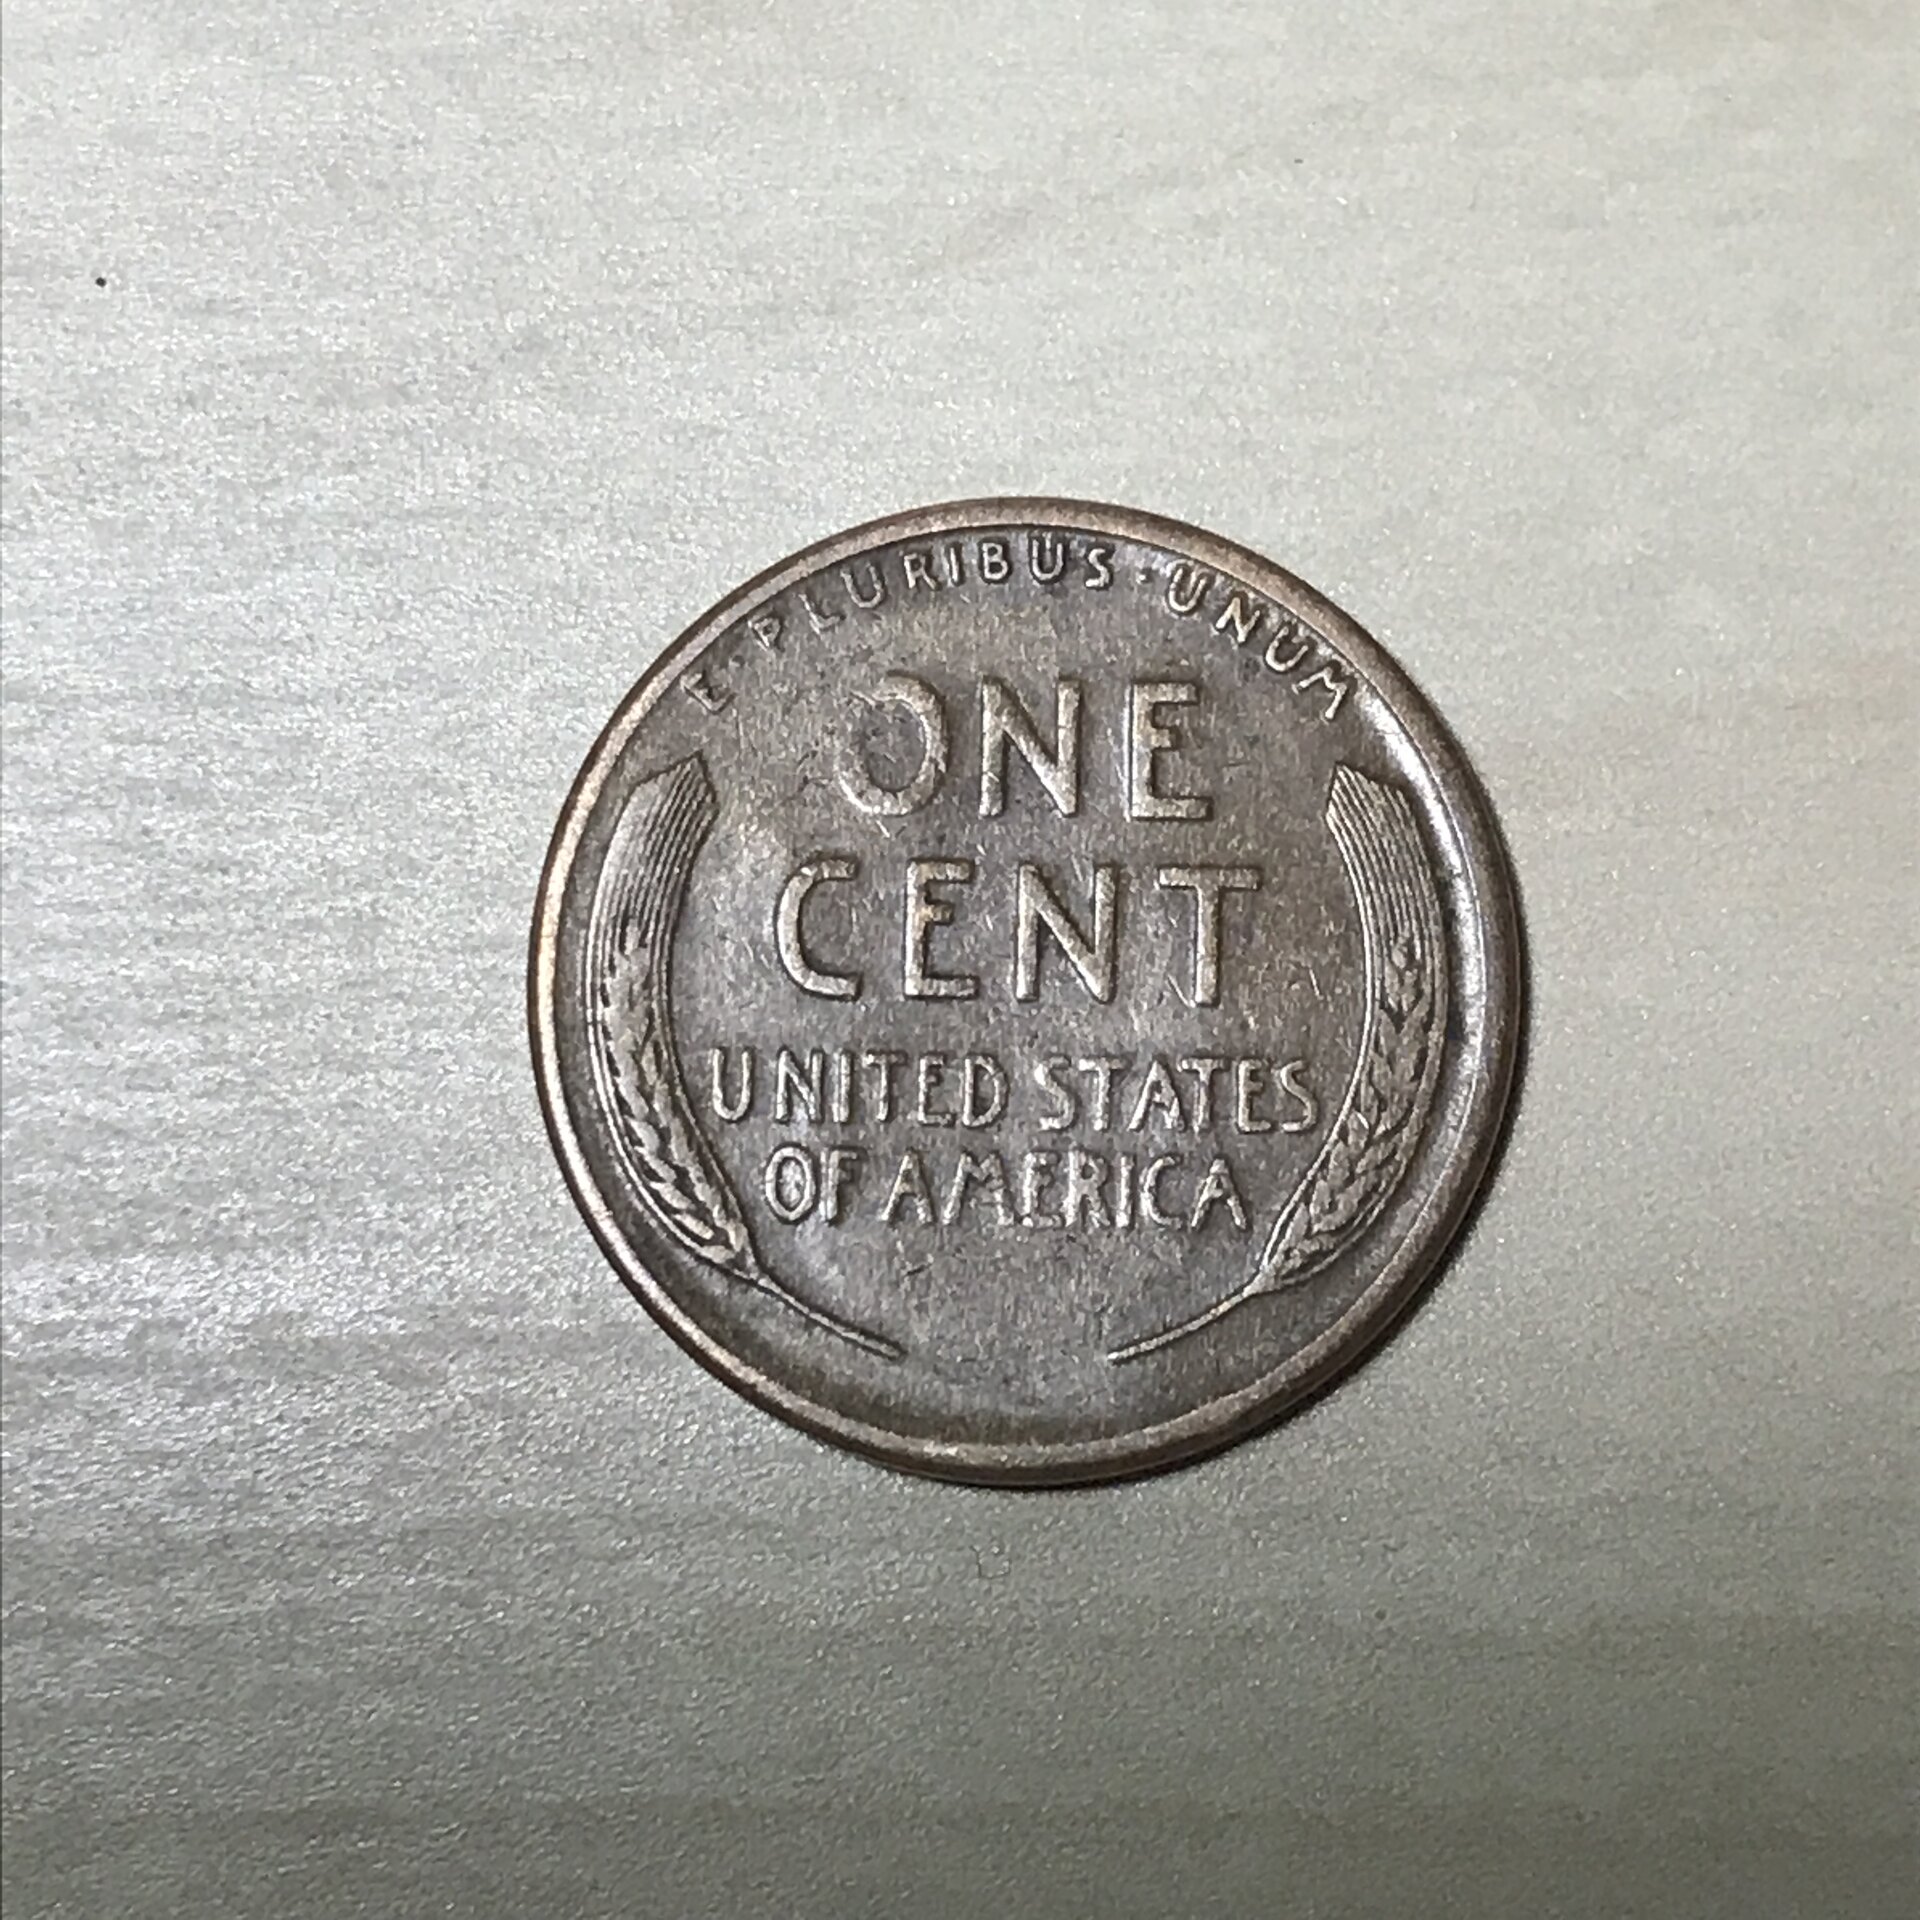 E·PLURIBUS·UNUM
ONE
CENT
UNITED STATES
OF AMERICA